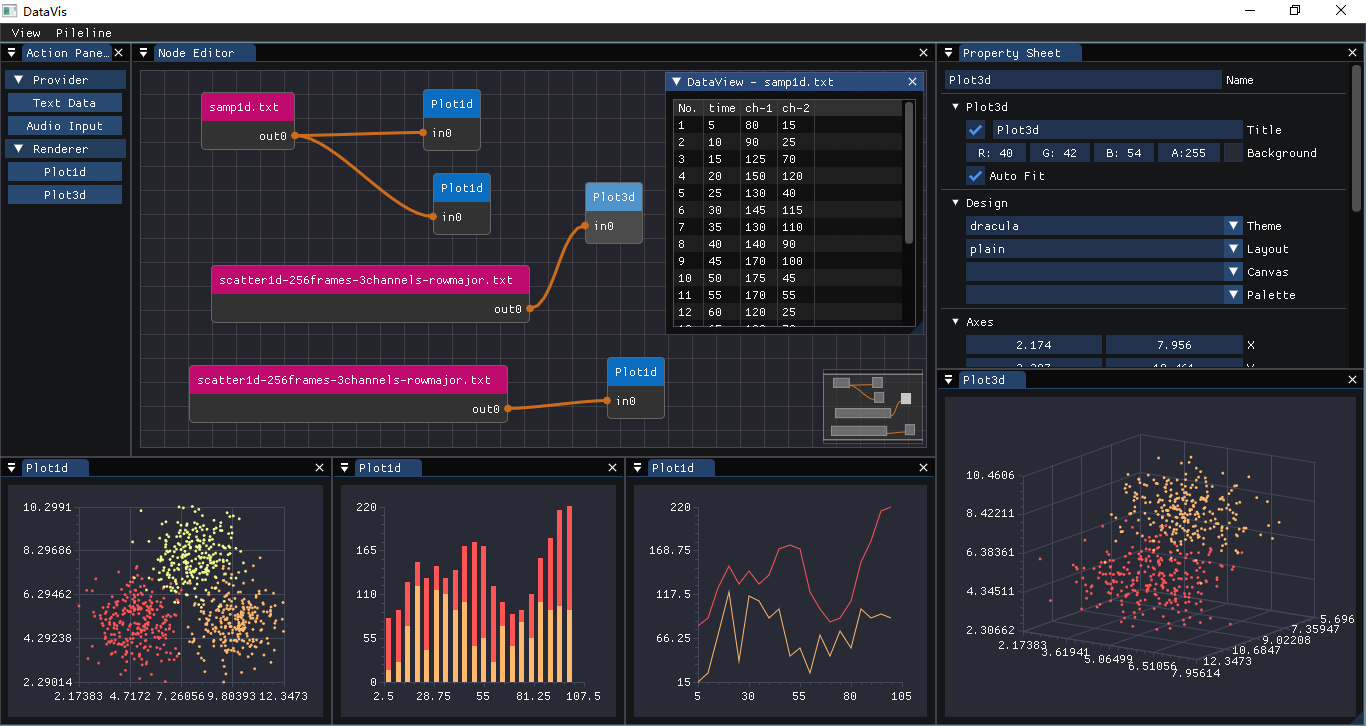 DataVis
View Pileline
Action Pane…
Provider
Text Data
Audio Input
Renderer
Plot1d
Plot3d
Node Editor
samp1d.txt
out0
Plot1d
in0
Plot1d
in0
Plot3d
in0
scatter1d-256frames-3channels-rowmajor.txt
out0
scatter1d-256frames-3channels-rowmajor.txt
out0
Plot1d
in0
DataView - samp1d.txt
No. time ch-1 ch-2
1 5 80 15
2 10 90 25
3 15 125 70
4 20 150 120
5 25 130 40
6 30 145 115
7 35 130 110
8 40 140 90
9 45 170 100
10 50 175 45
11 55 170 55
12 60 120 25
Property Sheet
Plot3d Name
Plot3d
Plot3d Title
R: 40 G: 42 B: 54 A:255 Background
Auto Fit
Design
dracula Theme
plain Layout
Canvas
Palette
Axes
2.174 7.956 X
Plot1d
10.2991
8.29686
6.29462
4.29238
2.29014
2.17383 4.7172 7.26056 9.80393 12.3473
Plot1d
220
165
110
55
0
2.5 28.75 55 81.25 107.5
Plot1d
220
168.75
117.5
66.25
15
5 30 55 80 105
Plot3d
10.4606
8.42211
6.38361
4.34511
2.30662
2.17383
3.61941
5.06499
6.51056
7.95614
12.3473
10.6847
9.02208
7.35947
5.696